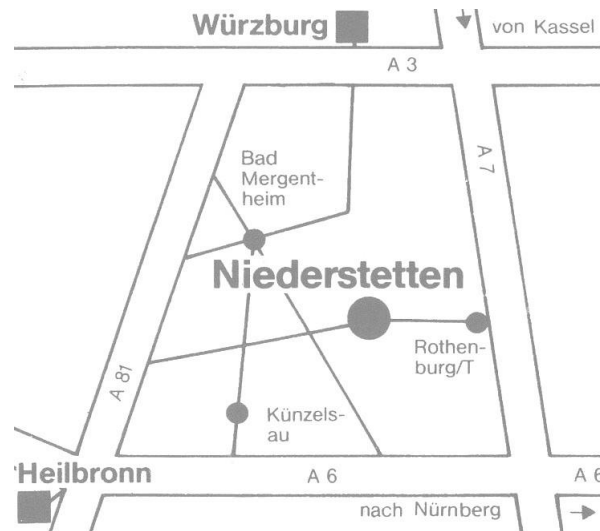 Würzburg
von Kassel
A 3
Bad
Mergent-
heim
A 7
Niederstetten
Rothen-
burg/T
A 81
Künzels-
au
Heilbronn
A 6
A 6
nach Nürnberg